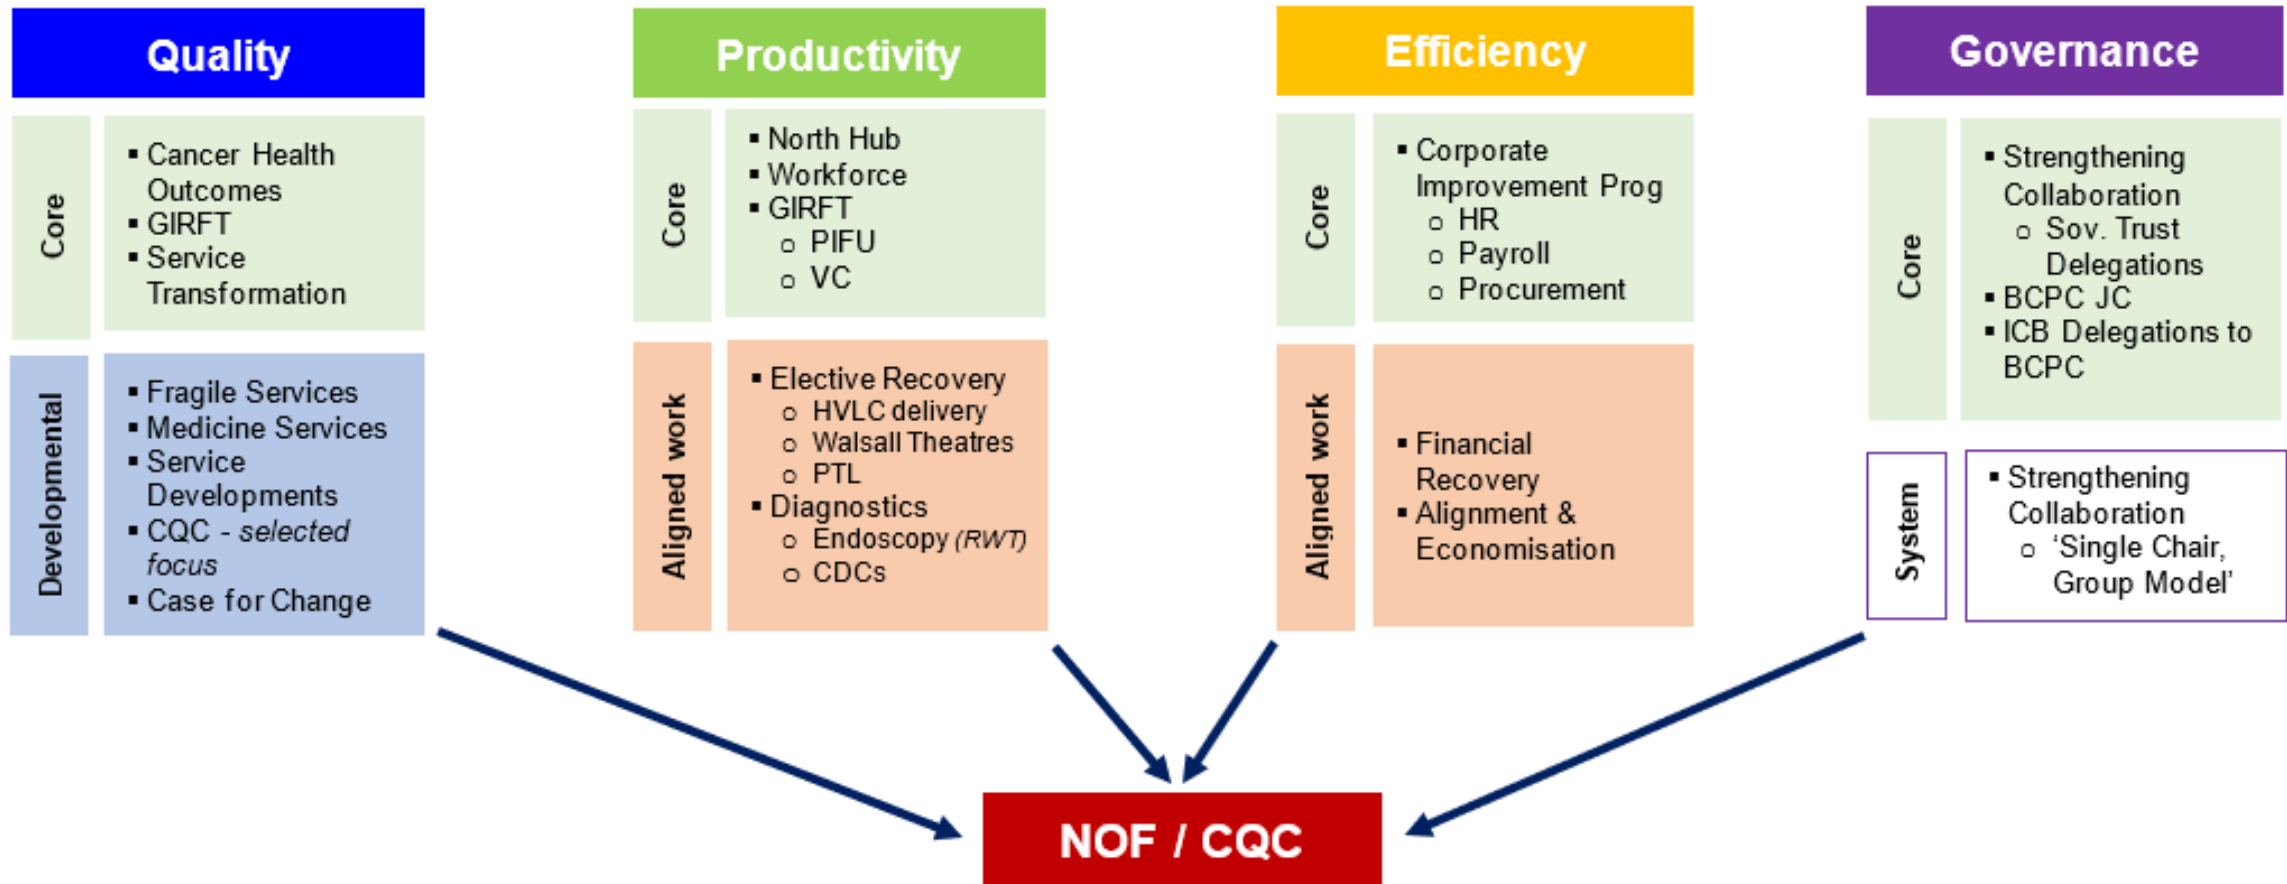 Quality
Core
▪ Cancer Health
Outcomes
▪ GIRFT
▪ Service
Transformation
Developmental
▪ Fragile Services
▪ Medicine Services
▪ Service
Developments
▪ CQC - selected
focus
▪ Case for Change
Productivity
Core
▪ North Hub
▪ Workforce
▪ GIRFT
o PIFU
o VC
Aligned work
▪ Elective Recovery
o HVLC delivery
o Walsall Theatres
o PTL
▪ Diagnostics
o Endoscopy (RWT)
o CDCs
Efficiency
Core
▪ Corporate
Improvement Prog
o HR
o Payroll
o Procurement
Aligned work
▪ Financial
Recovery
▪ Alignment &
Economisation
Governance
Core
▪ Strengthening
Collaboration
o Sov. Trust
Delegations
▪ BCPC JC
▪ ICB Delegations to
BCPC
System
▪ Strengthening
Collaboration
o ‘Single Chair,
Group Model’
NOF / CQC